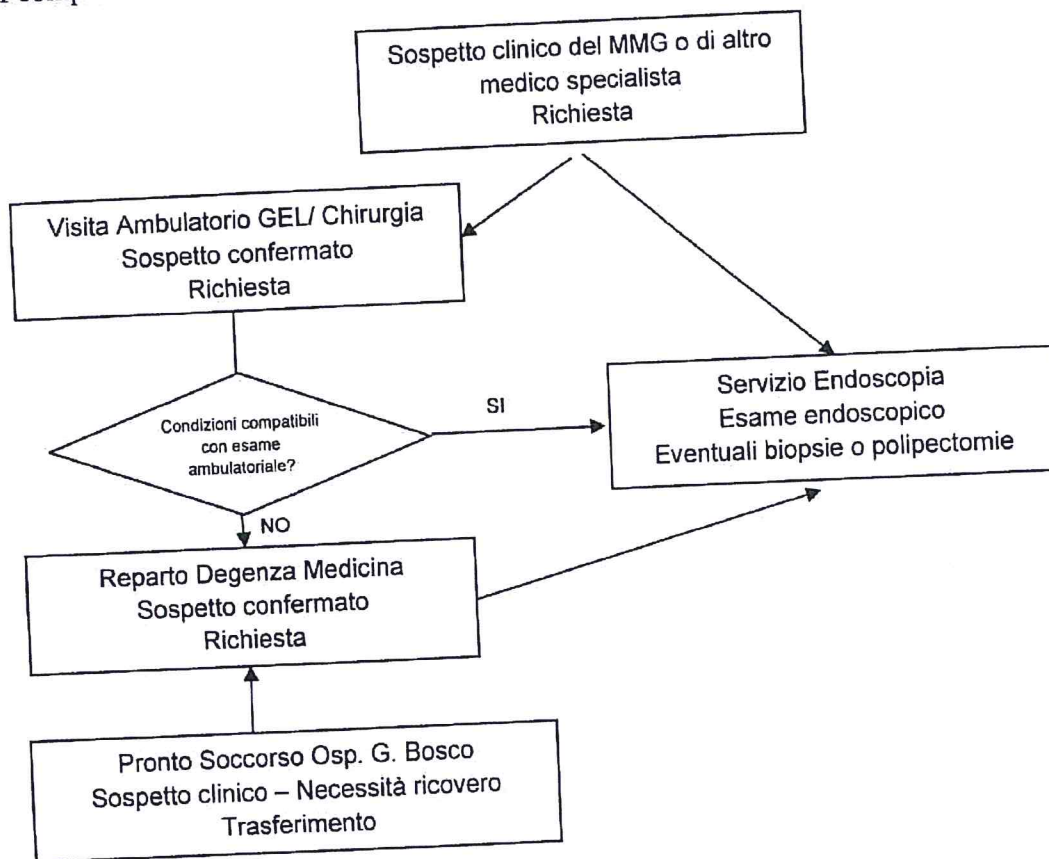 Sospetto clinico del MMG o di altro
medico specialista
Richiesta
Visita Ambulatorio GEL/ Chirurgia
Sospetto confermato
Richiesta
Condizioni compatibili
con esame
ambulatoriale?
SI
Servizio Endoscopia
Esame endoscopico
Eventuali biopsie o polipectomie
NO
Reparto Degenza Medicina
Sospetto confermato
Richiesta
Pronto Soccorso Osp. G. Bosco
Sospetto clinico – Necessità ricovero
Trasferimento